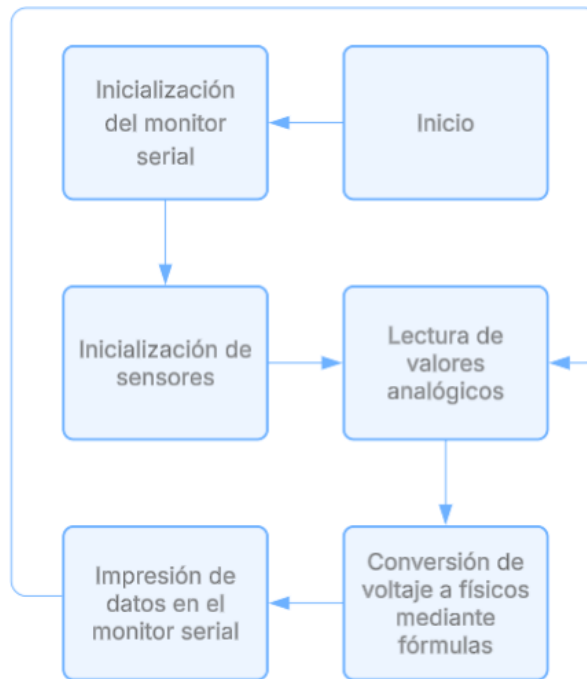 Inicialización
del monitor
serial
Inicio
Inicialización de
sensores
Lectura de
valores
analógicos
Impresión de
datos en el
monitor serial
Conversión de
voltaje a físicos
mediante
fórmulas